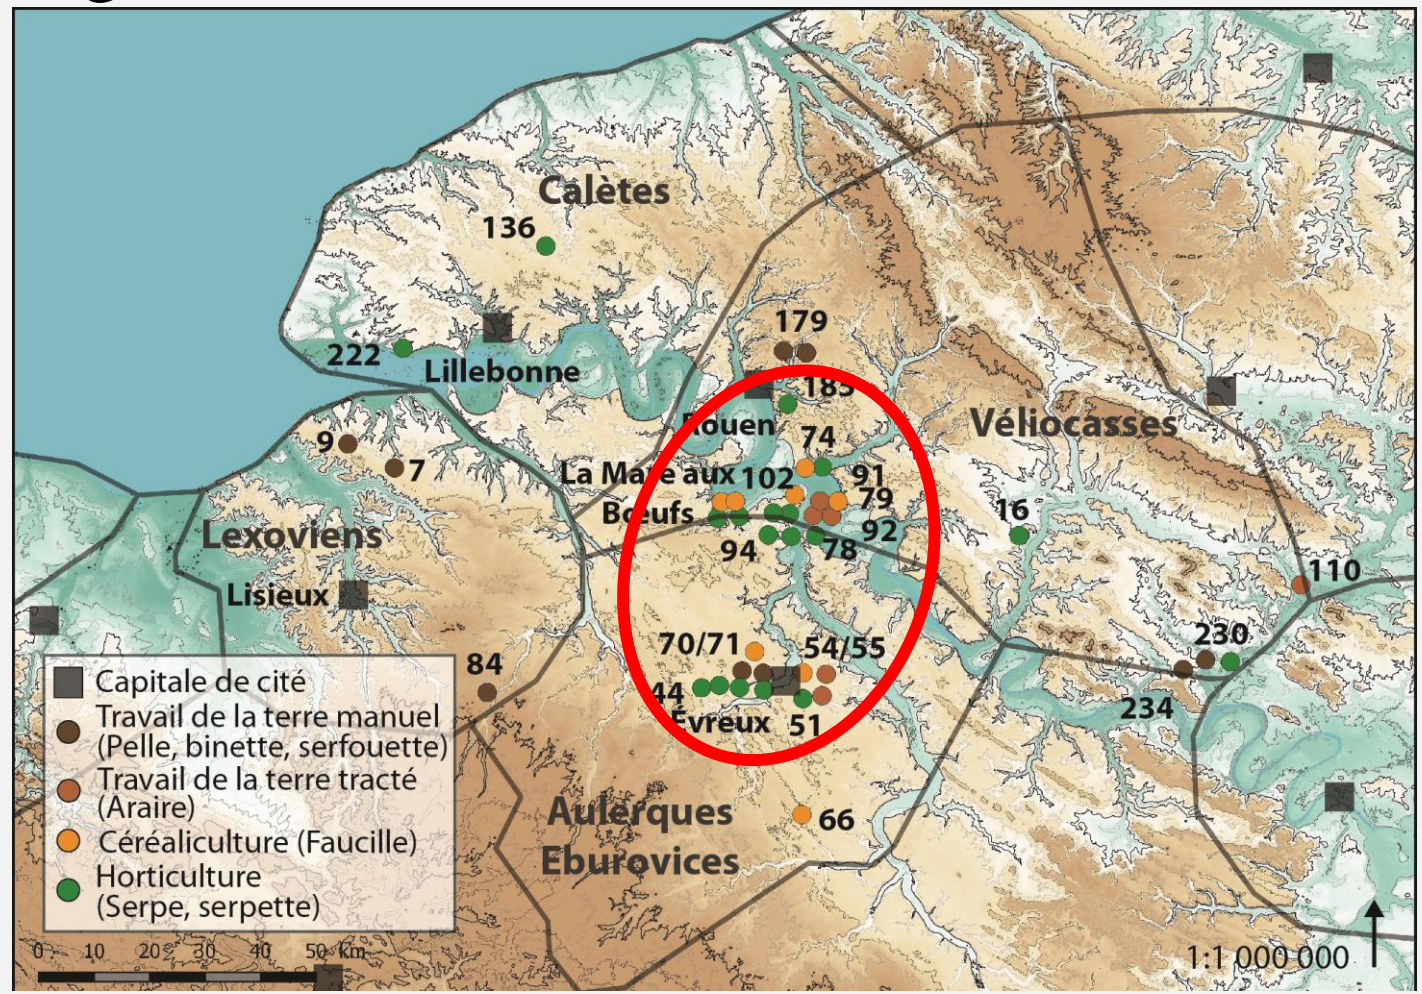 Calètes
136
179
222
Lillebonne
185
Rouen
Véliocasses
9
7
74
La Mare aux
Bœufs
102
91
79
16
92
94
78
Lexoviens
Lisieux
110
70/71
54/55
230
84
44
Évreux
51
234
Aulerques
Eburovices
66
Capitale de cité
Travail de la terre manuel
(Pelle, binette, serfouette)
Travail de la terre tracté
(Araire)
Céréaliculture (Faucille)
Horticulture
(Serpe, serpette)
0 10 20 30 40 50 Km
1:1 000 000